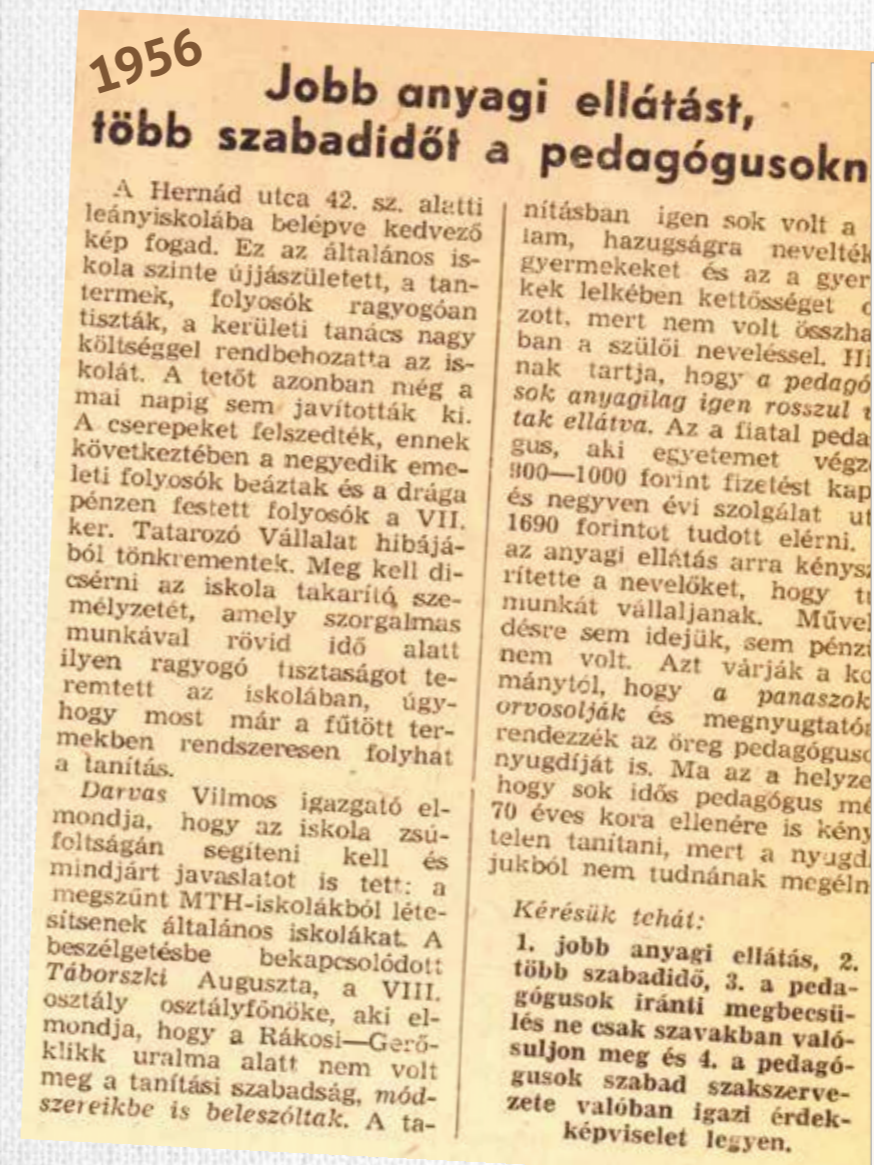 1956
Jobb anyagi ellátást,
több szabadidőt a pedagógusokn
A Hernád utca 42. sz. alatti
leányiskolába belépve kedvező
kép fogad. Ez az általános is-
kola szinte újjászületett, a tan-
termek, folyosók ragyogóan
tiszták, a kerületi tanács nagy
költséggel rendbehozatta az is-
kolát. A tetőt azonban még a
mai napig sem javították ki.
A cserepeket felszedték, ennek
következtében a negyedik eme-
leti folyosók beáztak és a drága
pénzen festett folyosók a VII.
ker. Tatarozó Vállalat hibájá-
ból tönkrementek. Meg kell di-
csérni az iskola takarító sze-
mélyzetét, amely szorgalmas
munkával rövid idő alatt
ilyen ragyogó tisztaságot te-
remtett az iskolában, úgy-
hogy most már a fűtött ter-
mekben rendszeresen folyhat
a tanítás.
Darvas Vilmos igazgató el-
mondja, hogy az iskola zsú-
foltságán segíteni kell és
mindjárt javaslatot is tett: a
megszűnt MTH-iskolákból léte-
sítsenek általános iskolákat. A
beszélgetésbe bekapcsolódott
Táborszki Auguszta, a VIII.
osztály osztályfőnöke, aki el-
mondja, hogy a Rákosi—Gerő-
klikk uralma alatt nem volt
meg a tanítási szabadság, mód-
szereikbe is beleszóltak. A ta-
nításban igen sok volt a
lam, hazugságra nevelték
gyermekeket és az a gyer
kek lelkében kettősséget
zott, mert nem volt összha
ban a szülői neveléssel. Hi
nak tartja, hogy a pedagó
sok anyagilag igen rosszul
tak ellátva. Az a fiatal peda
gus, aki egyetemet végz
900—1000 forint fizetést kap
és negyven évi szolgálat ut
1690 forintot tudott elérni.
az anyagi ellátás arra kénysz
rítette a nevelőket, hogy
munkát vállaljanak. Művel
désre sem idejük, sem pénzi
nem volt. Azt várják a ko
mánytól, hogy a panaszok
orvosolják és megnyugtató
rendezzék az öreg pedagógus
nyugdíját is. Ma az a helyze
hogy sok idős pedagógus mé
70 éves kora ellenére is kény
telen tanítani, mert a nyugd
jukból nem tudnának megéln
Kérésük tehát:
1. jobb anyagi ellátás, 2.
több szabadidő, 3. a peda-
gógusok iránti megbecsü-
lés ne csak szavakban való-
suljon meg és 4. a pedagó-
gusok szabad szakszerve-
zete valóban igazi érdek-
képviselet legyen.